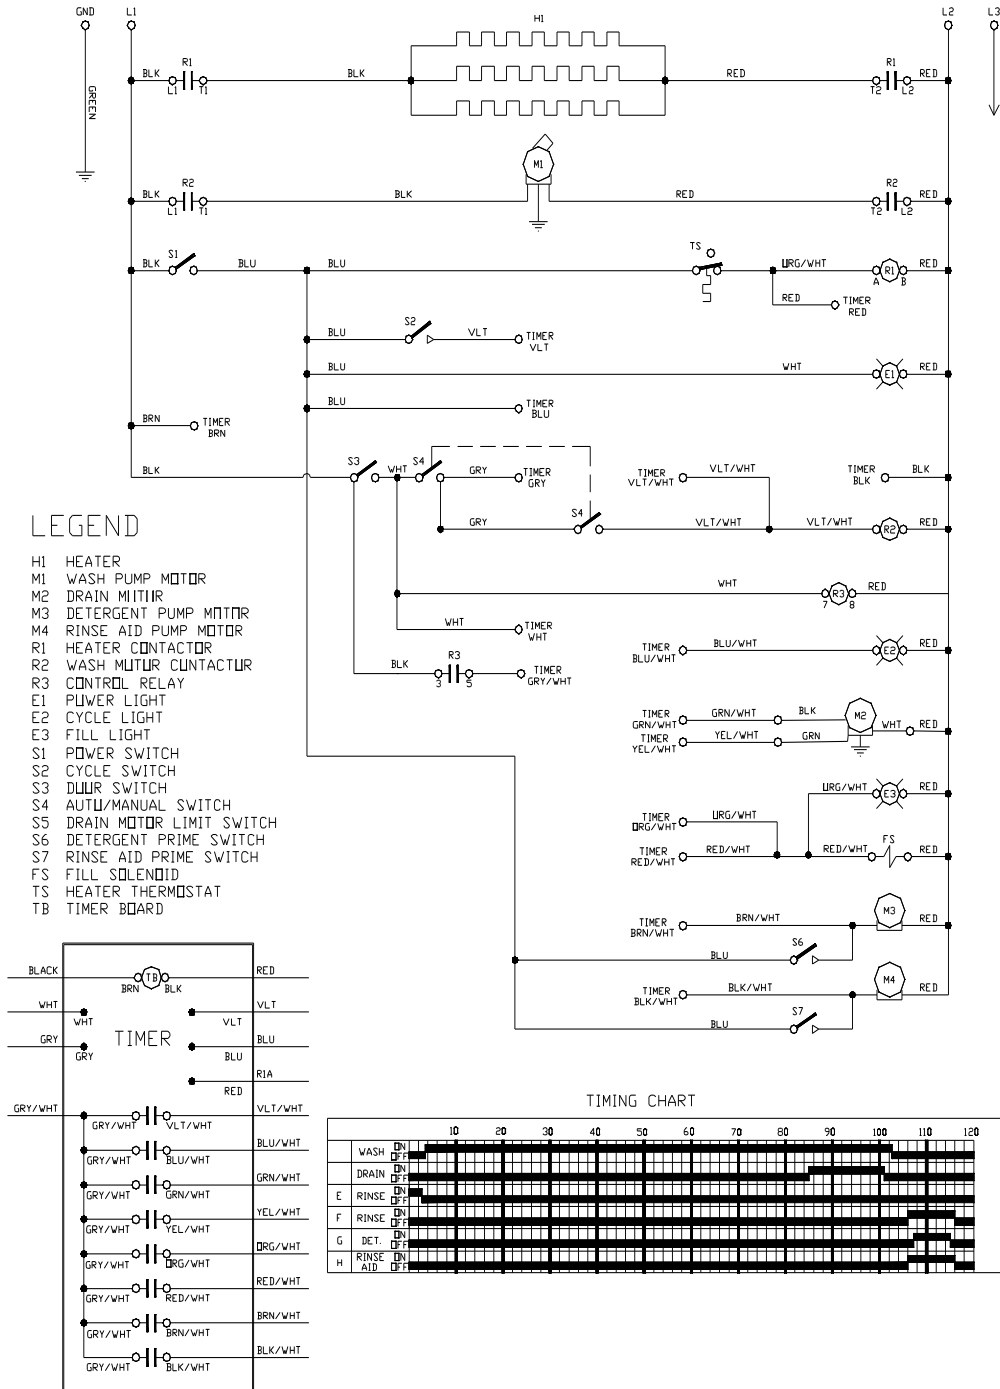 GND L1 H1 L2 L3
R1 R1
BLK BLK RED RED
L1 T1 T2 L2
GREEN
M1
R2 R2
BLK BLK RED RED
L1 T1 T2 L2
S1 TS
BLK BLU BLU ORG/WHT R1 RED
A B
RED TIMER
RED
S2
BLU VLT TIMER
VLT
BLU WHT E1 RED
BLU TIMER
BLU
BRN TIMER
BRN
BLK S3 WHT S4 GRY TIMER
GRY
TIMER
VLT/WHT
VLT/WHT
TIMER
BLK
BLK
GRY S4 VLT/WHT VLT/WHT R2 RED
WHT R3 RED
7 8
WHT TIMER
WHT
TIMER
BLU/WHT
BLU/WHT E2 RED
BLK R3 TIMER
GRY/WHT
3 5
TIMER
GRN/WHT
GRN/WHT BLK M2
WHT RED
TIMER
YEL/WHT
YEL/WHT GRN
ORG/WHT E3 RED
TIMER
ORG/WHT
ORG/WHT
TIMER
RED/WHT
RED/WHT RED/WHT FS RED
TIMER
BRN/WHT
BRN/WHT M3 RED
BLU S6
TIMER
BLK/WHT
BLK/WHT M4 RED
BLU S7
LEGEND
H1 HEATER
M1 WASH PUMP MOTOR
M2 DRAIN MOTOR
M3 DETERGENT PUMP MOTOR
M4 RINSE AID PUMP MOTOR
R1 HEATER CONTACTOR
R2 WASH MOTOR CONTACTOR
R3 CONTROL RELAY
E1 POWER LIGHT
E2 CYCLE LIGHT
E3 FILL LIGHT
S1 POWER SWITCH
S2 CYCLE SWITCH
S3 DOOR SWITCH
S4 AUTO/MANUAL SWITCH
S5 DRAIN MOTOR LIMIT SWITCH
S6 DETERGENT PRIME SWITCH
S7 RINSE AID PRIME SWITCH
FS FILL SOLENOID
TS HEATER THERMOSTAT
TB TIMER BOARD
BLACK TB RED
BRN BLK
WHT VLT
WHT VLT
TIMER
GRY BLU
GRY BLU
R1A
RED
GRY/WHT VLT/WHT
GRY/WHT VLT/WHT
BLU/WHT
GRY/WHT BLU/WHT
GRN/WHT
GRY/WHT GRN/WHT
YEL/WHT
GRY/WHT YEL/WHT
ORG/WHT
GRY/WHT ORG/WHT
RED/WHT
GRY/WHT RED/WHT
BRN/WHT
GRY/WHT BRN/WHT
BLK/WHT
GRY/WHT BLK/WHT
TIMING CHART
10 20 30 40 50 60 70 80 90 100 110 120
WASH ON
OFF
DRAIN ON
OFF
E RINSE ON
OFF
F RINSE ON
OFF
G DET. ON
OFF
H RINSE AID ON
OFF
10 20 30 40 50 60 70 80 90 100 110 120